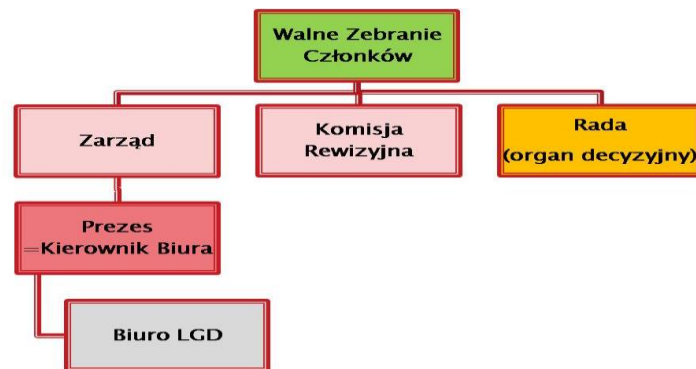 Walne Zebranie
Członków
Zarząd
Komisja
Rewizyjna
Rada
(organ decyzyjny)
Prezes
=Kierownik Biura
Biuro LGD